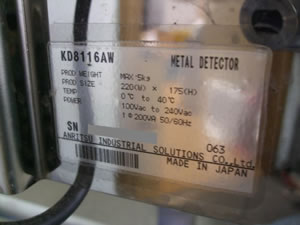 KD8116AW METAL DETECTOR
PROD WEIGHT MAX 5kg
PROD SIZE 220(W) × 175(H)
TEMP 0°C to 40°C
POWER 100Vac to 240Vac
1Φ200VA 50/60Hz
SN
063
ANRITSU INDUSTRIAL SOLUTIONS CO.,Ltd.
MADE IN JAPAN